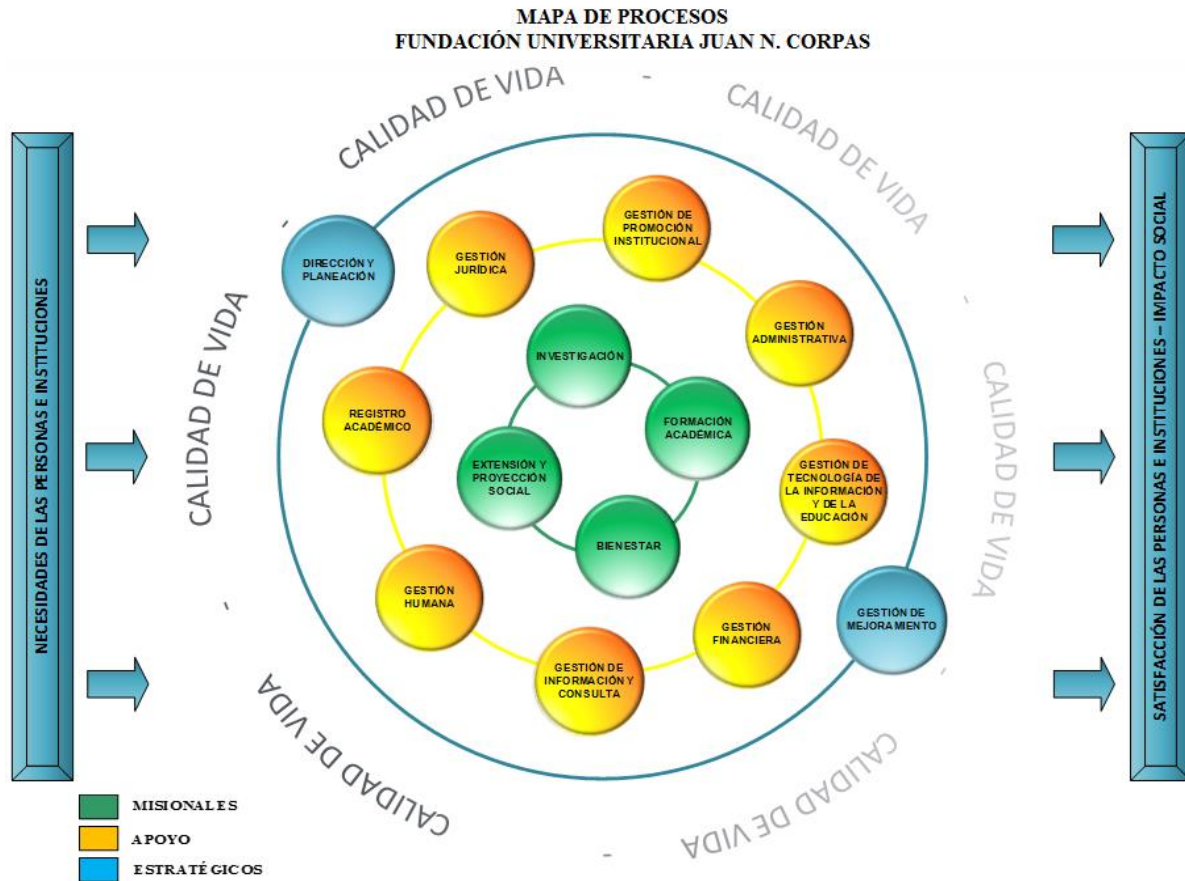 MAPA DE PROCESOS
FUNDACIÓN UNIVERSITARIA JUAN N. CORPAS
CALIDAD DE VIDA
-
CALIDAD DE VIDA
-
CALIDAD DE VIDA
-
CALIDAD DE VIDA
-
CALIDAD DE VIDA
-
CALIDAD DE VIDA
-
CALIDAD DE VIDA
-
NECESIDADES DE LAS PERSONAS E INSTITUCIONES
DIRECCIÓN Y
PLANEACIÓN
GESTIÓN
JURÍDICA
GESTIÓN DE
PROMOCIÓN
INSTITUCIONAL
GESTIÓN
ADMINISTRATIVA
INVESTIGACIÓN
REGISTRO
ACADÉMICO
FORMACIÓN
ACADÉMICA
EXTENSIÓN Y
PROYECCIÓN
SOCIAL
GESTIÓN DE
TECNOLOGÍA DE
LA INFORMACIÓN
Y DE LA
EDUCACIÓN
BIENESTAR
GESTIÓN
HUMANA
GESTIÓN
FINANCIERA
GESTIÓN DE
MEJORAMIENTO
GESTIÓN DE
INFORMACIÓN Y
CONSULTA
SATISFACCIÓN DE LAS PERSONAS E INSTITUCIONES – IMPACTO SOCIAL
MISIONALES
APOYO
ESTRATÉGICOS